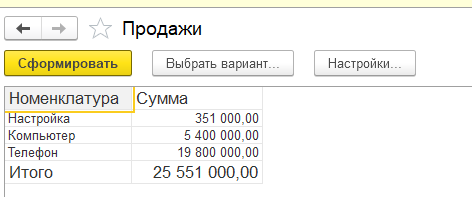 Продажи
Сформировать Выбрать вариант... Настройки...
Номенклатура Сумма
Настройка 351 000,00
Компьютер 5 400 000,00
Телефон 19 800 000,00
Итого 25 551 000,00